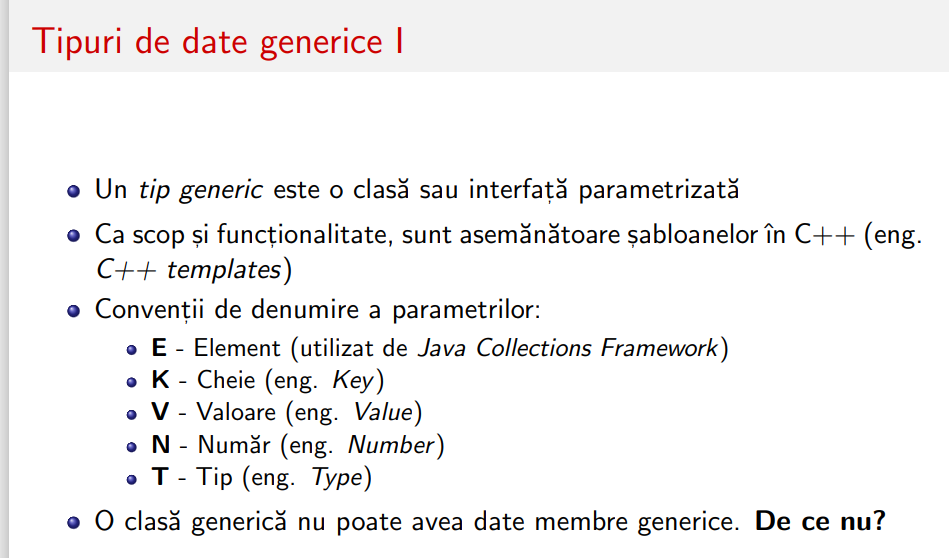 Tipuri de date generice I
Un tip generic este o clasă sau interfață parametrizată
Ca scop și funcționalitate, sunt asemănătoare șabloanelor în C++ (eng.
C++ templates)
Convenții de denumire a parametrilor:
E - Element (utilizat de Java Collections Framework)
K - Cheie (eng. Key)
V - Valoare (eng. Value)
N - Număr (eng. Number)
T - Tip (eng. Type)
O clasă generică nu poate avea date membre generice. De ce nu?